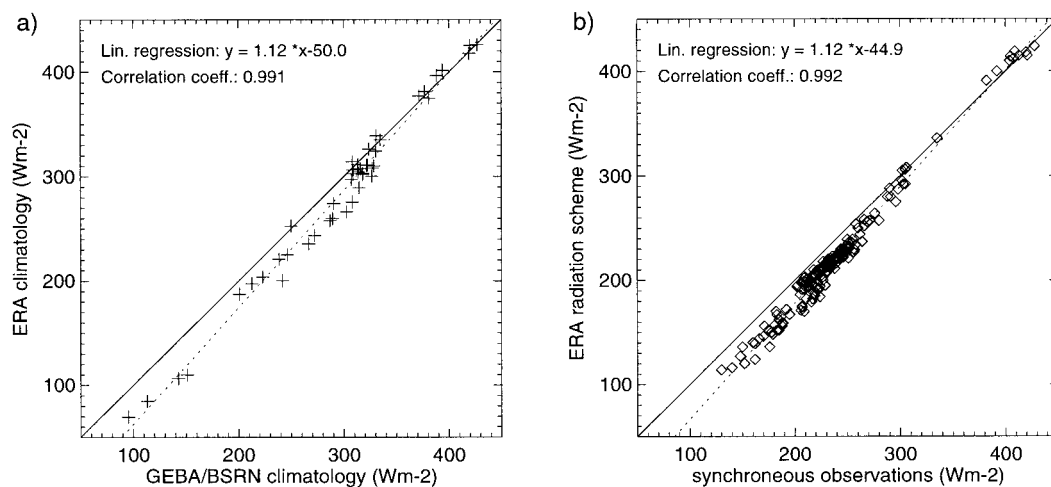 a)
Lin. regression: y = 1.12 *x-50.0
Correlation coeff.: 0.991
400
300
200
100
ERA climatology (Wm-2)
100
200
300
400
GEBA/BSRN climatology (Wm-2)
b)
Lin. regression: y = 1.12 *x-44.9
Correlation coeff.: 0.992
400
300
200
100
ERA radiation scheme (Wm-2)
100
200
300
400
synchroneous observations (Wm-2)